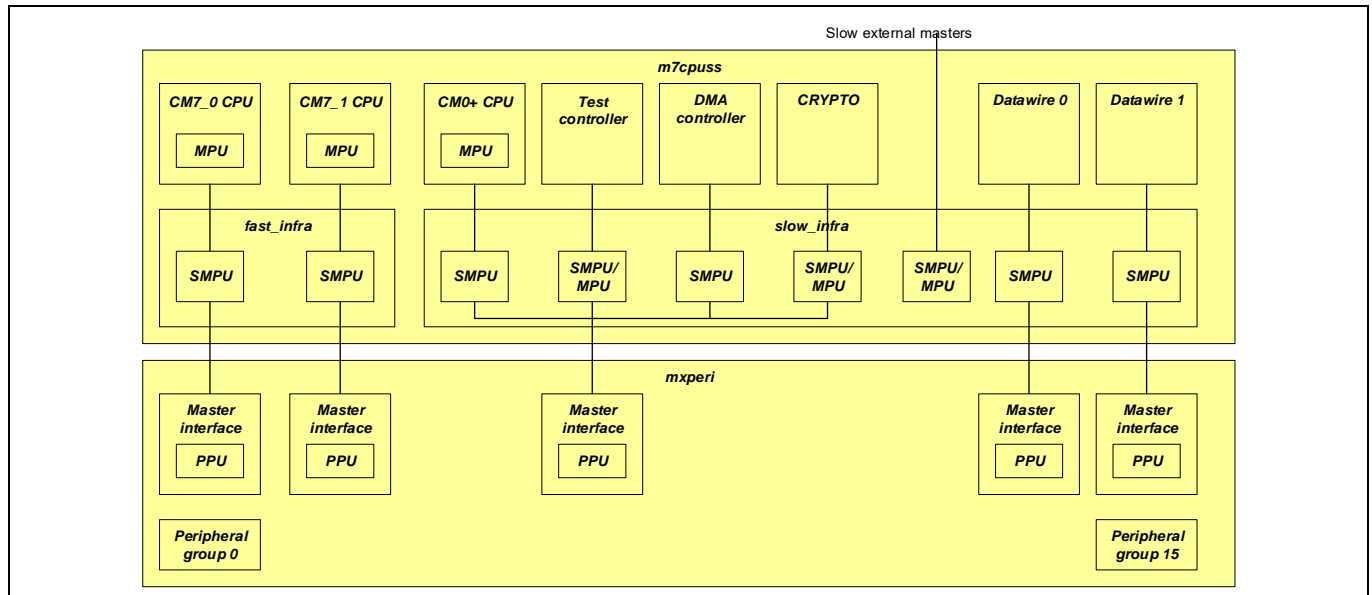 Slow external masters
m7cpuss
CM7_0 CPU
MPU
CM7_1 CPU
MPU
CM0+ CPU
MPU
Test
controller
DMA
controller
CRYPTO
Datawire 0
Datawire 1
fast_infra
SMPU
SMPU
slow_infra
SMPU
SMPU/
MPU
SMPU
SMPU/
MPU
SMPU/
MPU
SMPU
SMPU
mxperi
Master
interface
PPU
Master
interface
PPU
Master
interface
PPU
Master
interface
PPU
Master
interface
PPU
Peripheral
group 0
Peripheral
group 15